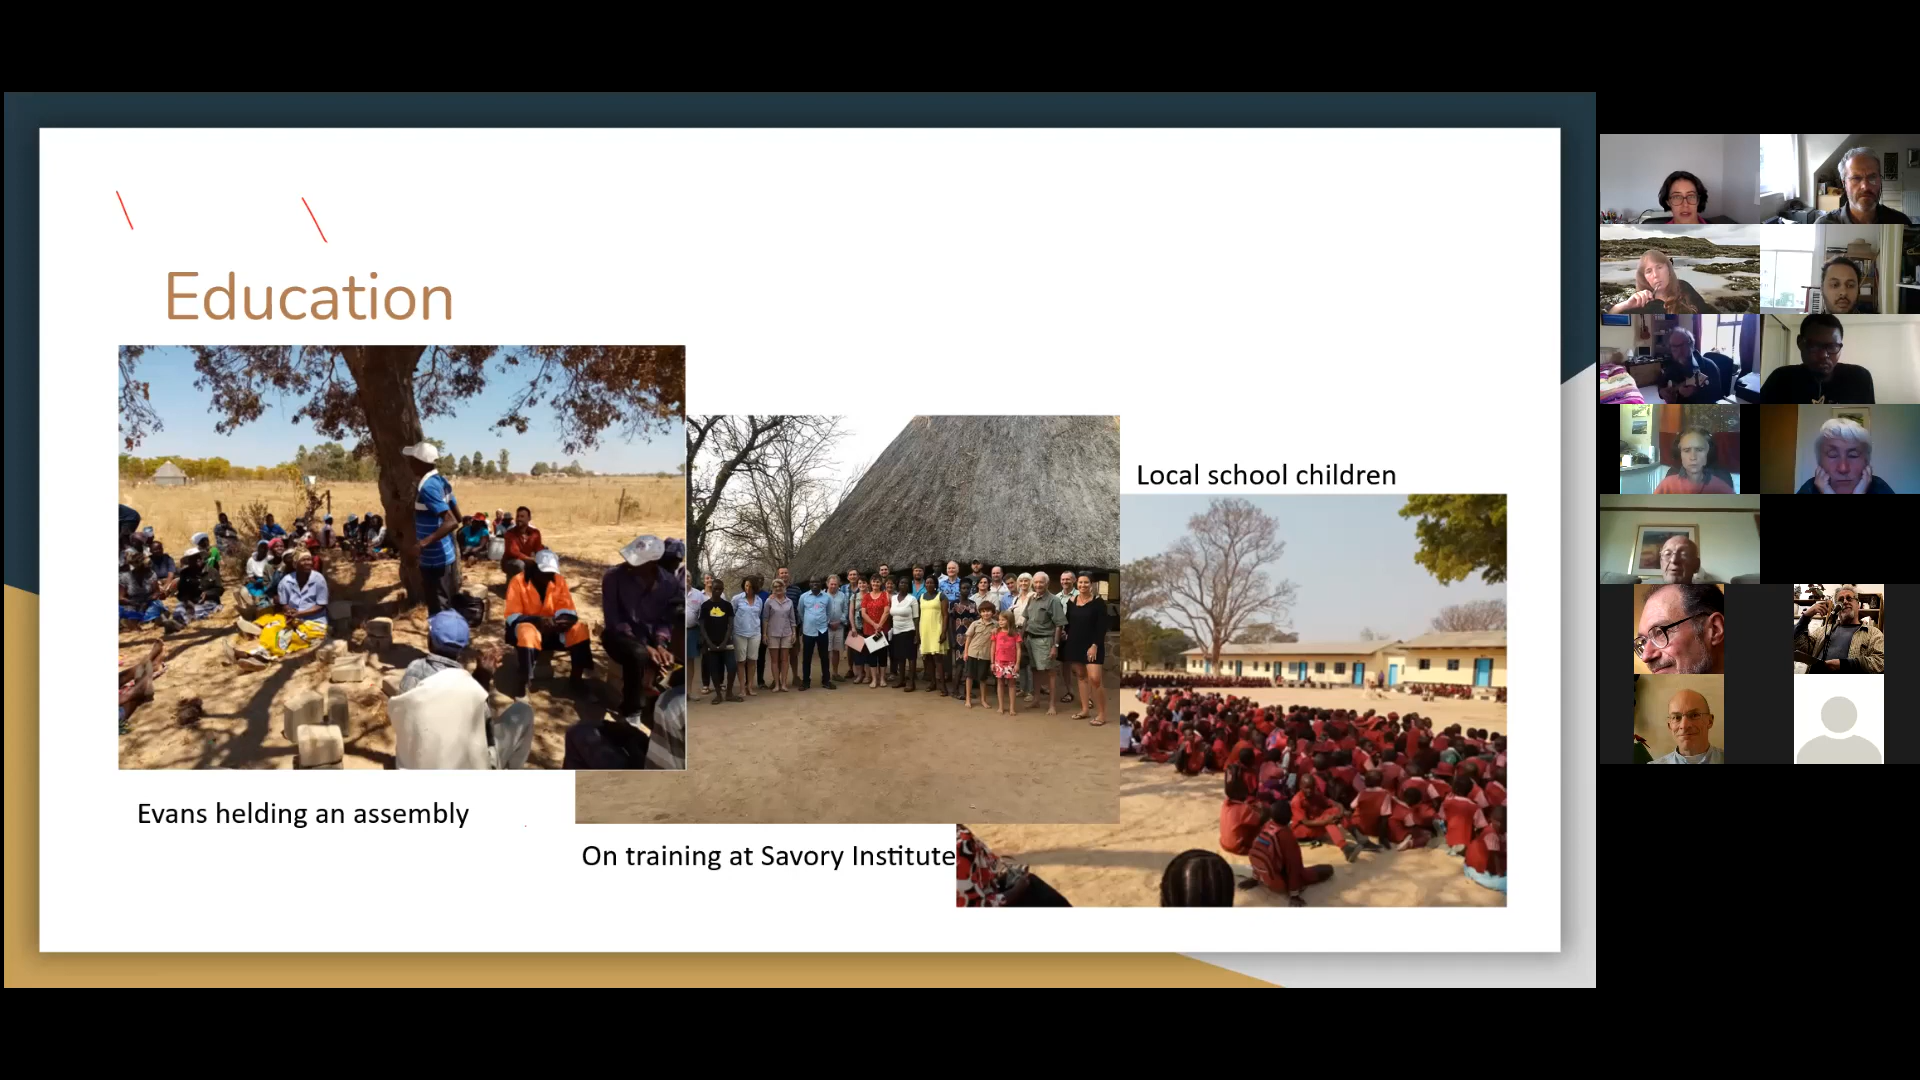 Education
Local school children
Evans helding an assembly
On training at Savory Institute